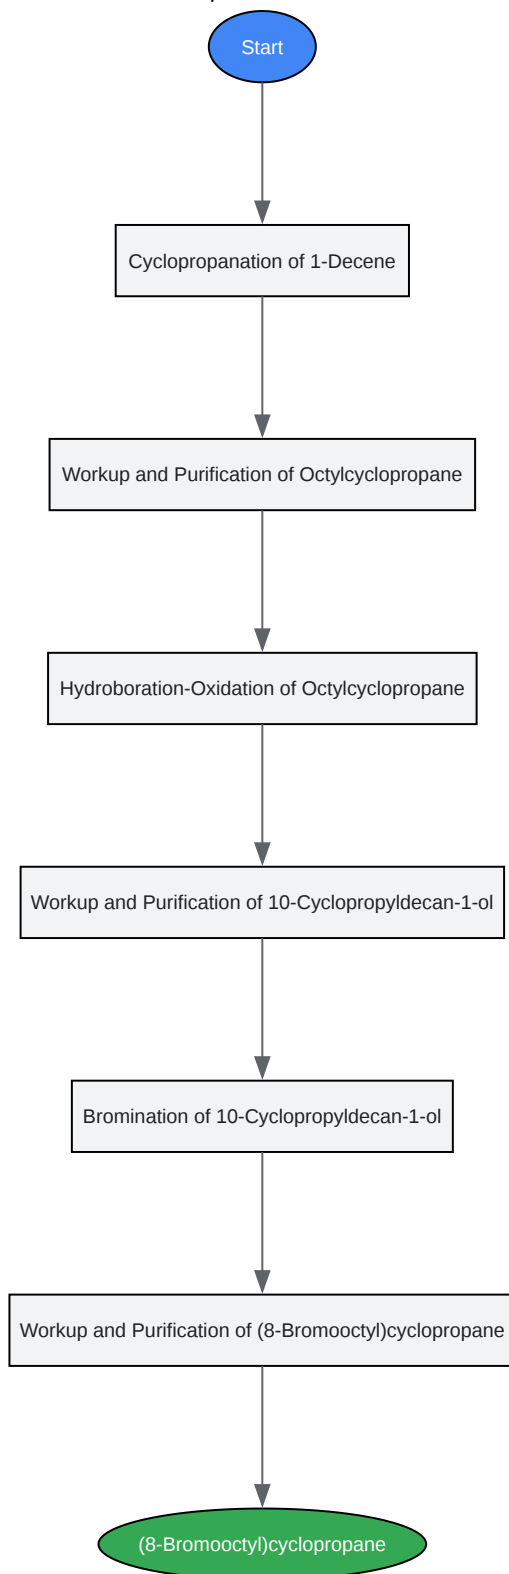 Start
Cyclopropanation of 1-Decene
Workup and Purification of Octylcyclopropane
Hydroboration-Oxidation of Octylcyclopropane
Workup and Purification of 10-Cyclopropyldecan-1-ol
Bromination of 10-Cyclopropyldecan-1-ol
Workup and Purification of (8-Bromooctyl)cyclopropane
(8-Bromooctyl)cyclopropane